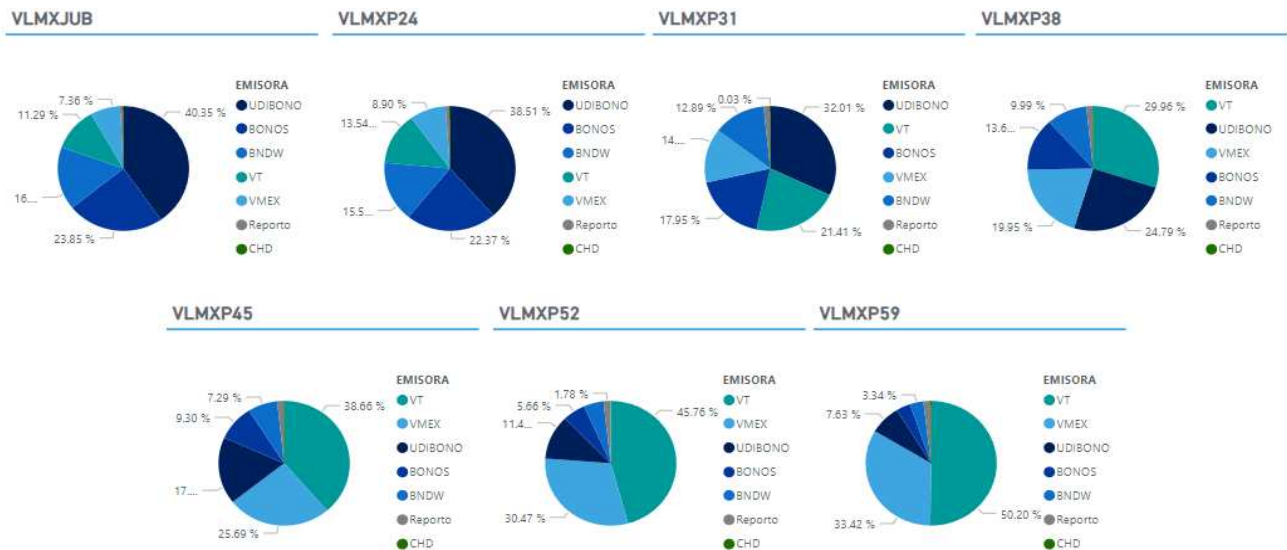 VLMXJUB
7.36 %
11.29 %
40.35 %
16....
23.85 %
EMISORA
UDIBONO
BONOS
BNDW
VT
VMEX
Reporto
CHD
VLMXP24
8.90 %
13.54...
38.51 %
15.5...
22.37 %
EMISORA
UDIBONO
BONOS
BNDW
VT
VMEX
Reporto
CHD
VLMXP31
0.03 %
12.89 %
32.01 %
14....
17.95 %
21.41 %
EMISORA
UDIBONO
VT
BONOS
VMEX
BNDW
Reporto
CHD
VLMXP38
9.99 %
29.96 %
13.6...
19.95 %
24.79 %
EMISORA
VT
UDIBONO
VMEX
BONOS
BNDW
Reporto
CHD
VLMXP45
7.29 %
9.30 %
38.66 %
17....
25.69 %
EMISORA
VT
VMEX
UDIBONO
BONOS
BNDW
Reporto
CHD
VLMXP52
1.78 %
5.66 %
45.76 %
11.4...
30.47 %
EMISORA
VT
VMEX
UDIBONO
BONOS
BNDW
Reporto
CHD
VLMXP59
3.34 %
7.63 %
33.42 %
50.20 %
EMISORA
VT
VMEX
UDIBONO
BONOS
BNDW
Reporto
CHD